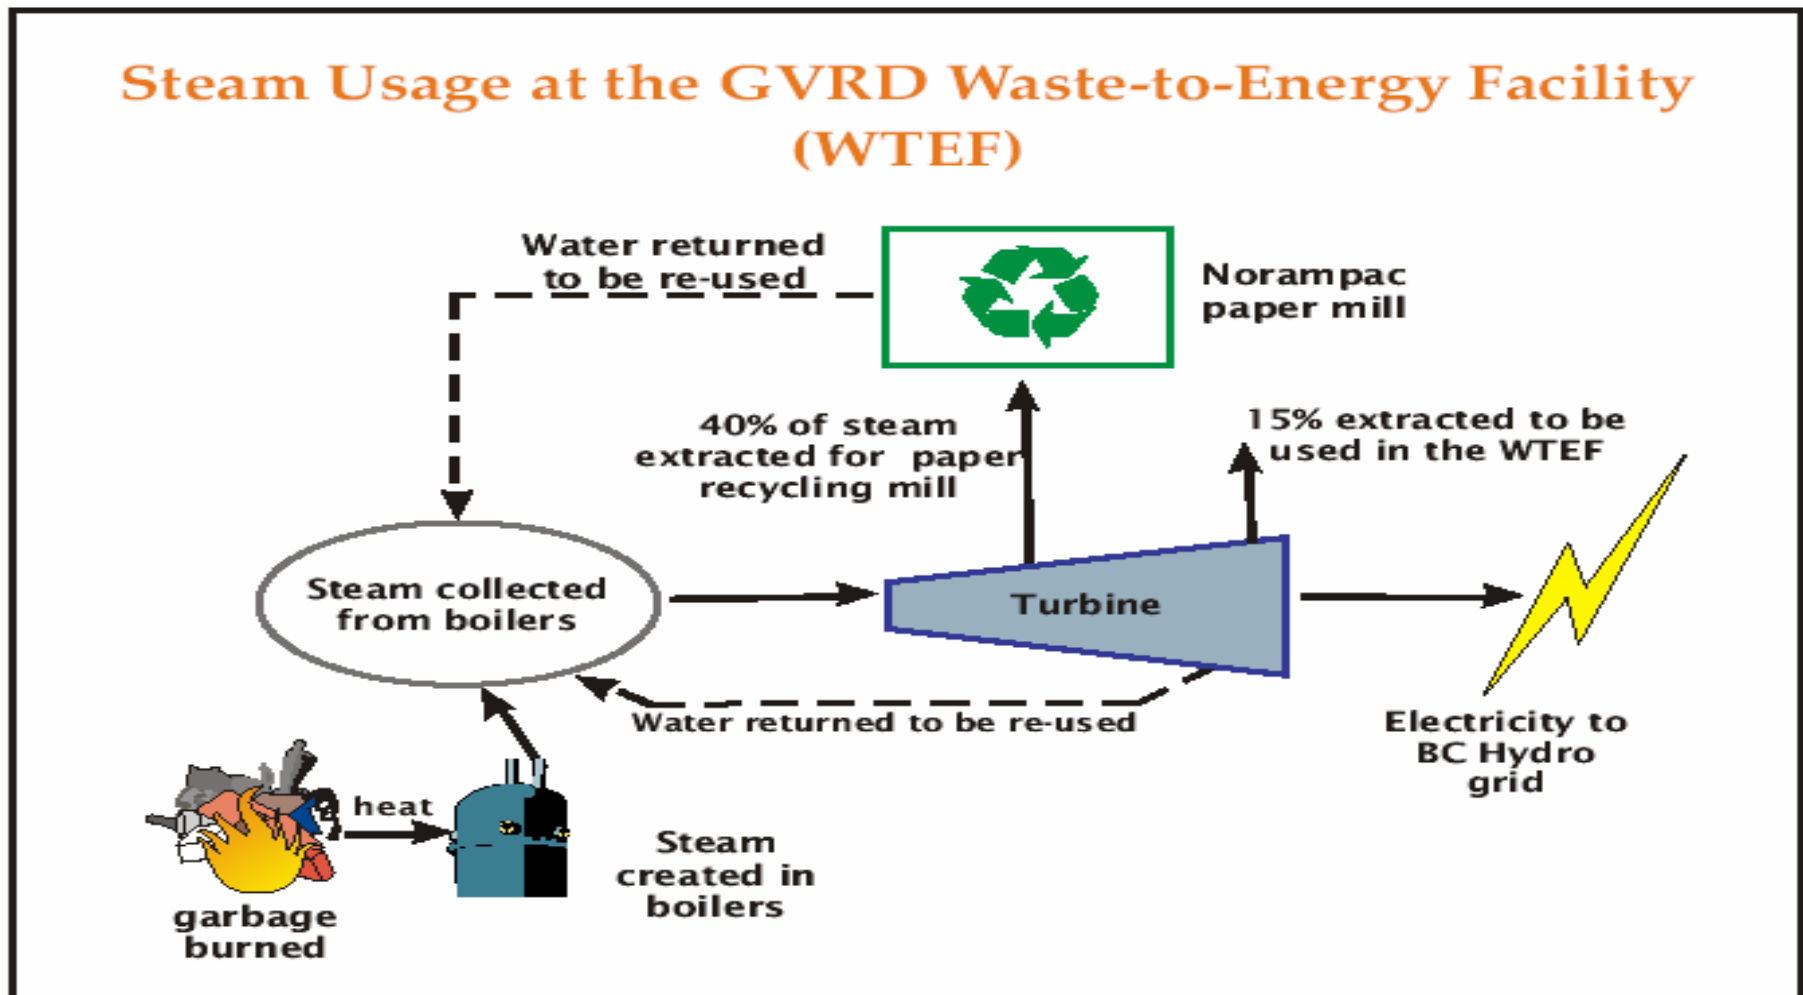 Steam Usage at the GVRD Waste-to-Energy Facility
(WTEF)
Water returned
to be re-used
Norampac
paper mill
40% of steam
extracted for paper
recycling mill
15% extracted to be
used in the WTEF
Steam collected
from boilers
Turbine
Water returned to be re-used
Electricity to
BC Hydro
grid
heat
Steam
created in
boilers
garbage
burned